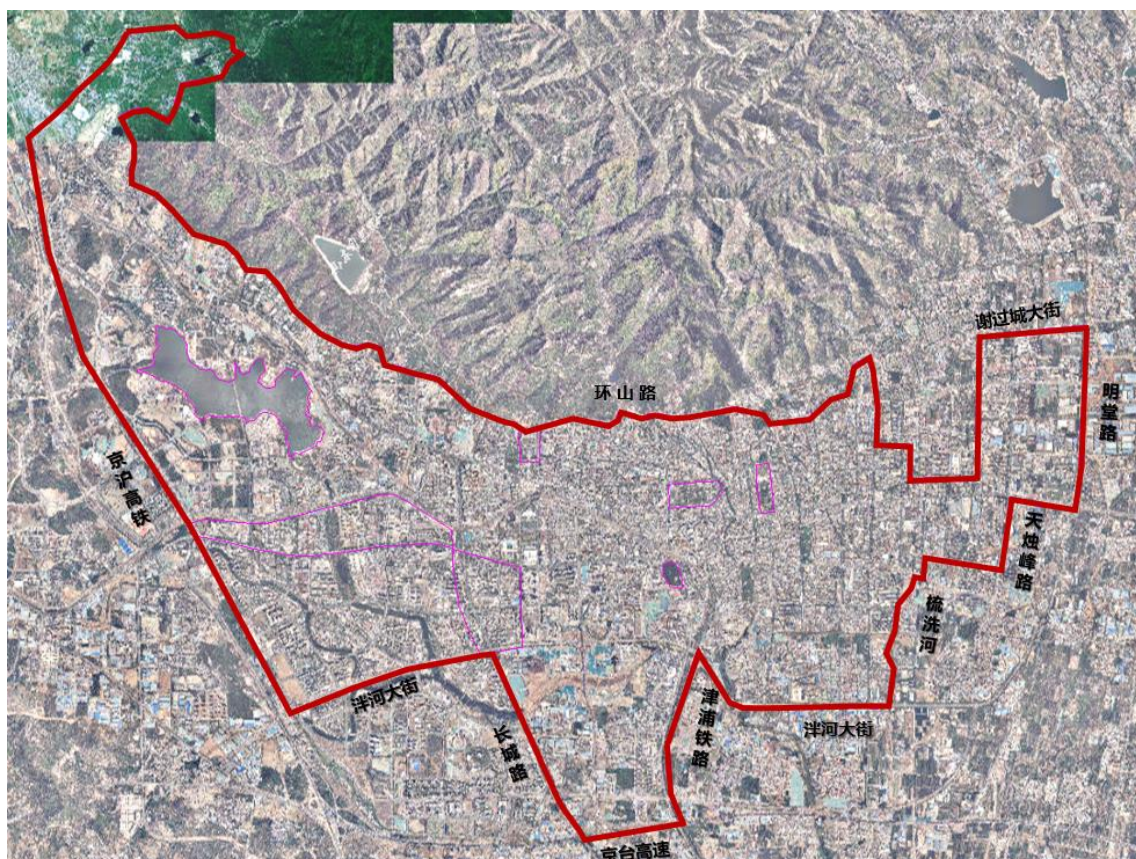 谢过城大街
环山路
明堂路
京沪高铁
天烛峰路
梳洗河
泮河大街
长城路
津浦铁路
泮河大街
京台高速